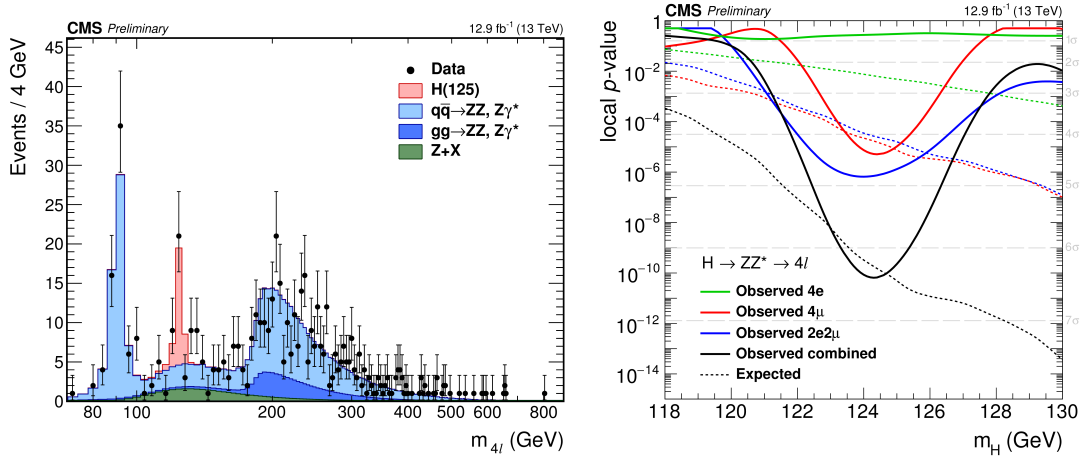 CMS Preliminary 12.9 fb⁻¹ (13 TeV)
Events / 4 GeV
45
40
35
30
25
20
15
10
5
0
Data
H(125)
qq̄→ZZ, Zγ*
gg→ZZ, Zγ*
Z+X
80 100 200 300 400 500 600 800
m4l (GeV)
CMS Preliminary 12.9 fb⁻¹ (13 TeV)
local p-value
1
10⁻²
10⁻⁴
10⁻⁶
10⁻⁸
10⁻¹⁰
10⁻¹²
10⁻¹⁴
1σ
2σ
3σ
4σ
5σ
6σ
7σ
H → ZZ* → 4l
Observed 4e
Observed 4μ
Observed 2e2μ
Observed combined
Expected
118 120 122 124 126 128 130
mH (GeV)